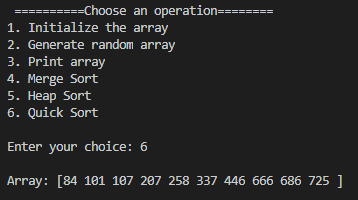 ==========Choose an operation========
1. Initialize the array
2. Generate random array
3. Print array
4. Merge Sort
5. Heap Sort
6. Quick Sort
Enter your choice: 6
Array: [84 101 107 207 258 337 446 666 686 725 ]